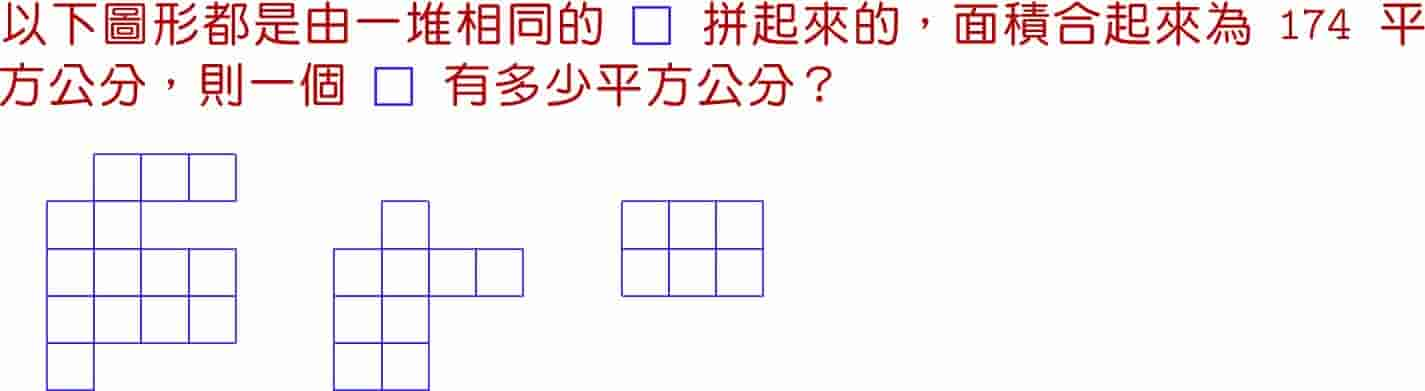 以下圖形都是由一堆相同的 □ 拼起來的，面積合起來為 174 平
方公分，則一個 □ 有多少平方公分？